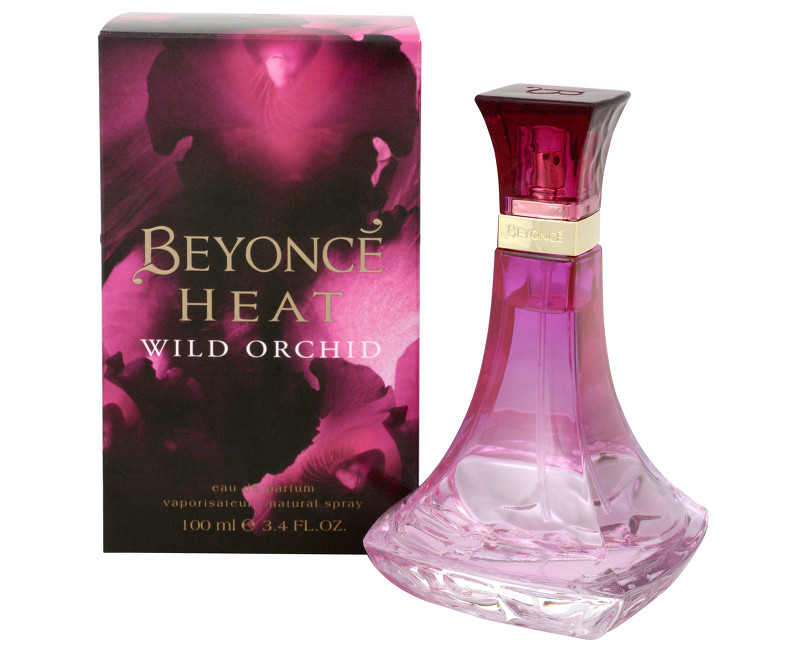 BEYONCÉ
HEAT
WILD ORCHID
eau de parfum
vaporisateur natural spray
100 ml e 3.4 FL.OZ.
B
BEYONCÉ